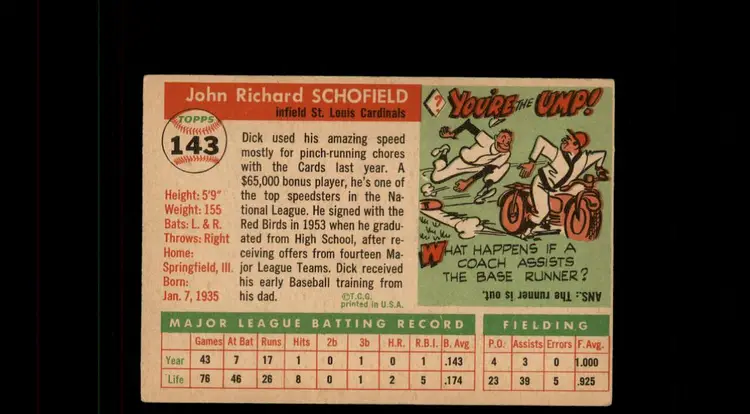 John Richard SCHOFIELD
infield St. Louis Cardinals
TOPPS
143
Height: 5'9"
Weight: 155
Bats: L. & R.
Throws: Right
Home:
Springfield, Ill.
Born:
Jan. 7, 1935
Dick used his amazing speed
mostly for pinch-running chores
with the Cards last year. A
$65,000 bonus player, he's one of
the top speedsters in the Na-
tional League. He signed with the
Red Birds in 1953 when he gradu-
ated from High School, after re-
ceiving offers from fourteen Ma-
jor League Teams. Dick received
his early Baseball training from
his dad.
©T.C.G.
printed in U.S.A.
? YOU'RE THE UMP!
WHAT HAPPENS IF A
COACH ASSISTS
THE BASE RUNNER?
ANS.: The runner is out.
MAJOR LEAGUE BATTING RECORD
Games At Bat Runs Hits 2b 3b H.R. R.B.I. B. Avg
Year 43 7 17 1 0 0 1 1 .143
Life 76 46 26 8 0 1 2 5 .174
FIELDING
P.O. Assists Errors F. Avg.
4 3 0 1.000
23 39 5 .925